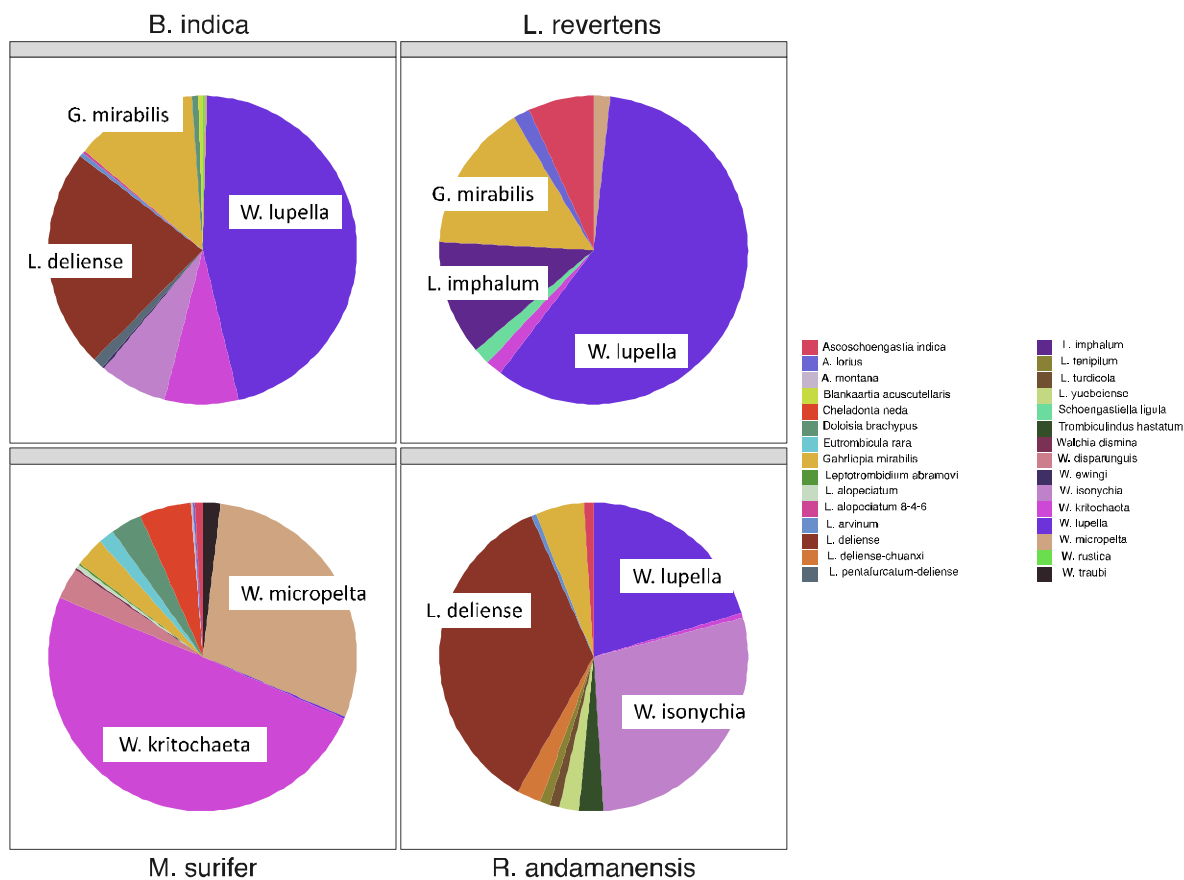 B. indica
L. revertens
G. mirabilis
W. lupella
L. deliense
G. mirabilis
L. imphalum
W. lupella
W. micropelta
W. kritochaeta
W. lupella
L. deliense
W. isonychia
M. surifer
R. andamanensis
Ascoschoengastia indica
A. lorius
A. montana
Blankaartia acuscutellaris
Cheladonta neda
Doloisia brachypus
Eutrombicula rara
Gahrliepia mirabilis
Leptotrombidium abramovi
L. alopeciatum
L. alopeciatum 8-4-6
L. arvinum
L. deliense
L. deliense-chuanxi
L. pentafurcatum-deliense
L. imphalum
L. tenipilum
L. turdicola
L. yuebeiense
Schoengastiella ligula
Trombiculindus hastatum
Walchia dismina
W. disparunguis
W. ewingi
W. isonychia
W. kritochaeta
W. lupella
W. micropelta
W. rustica
W. traubi